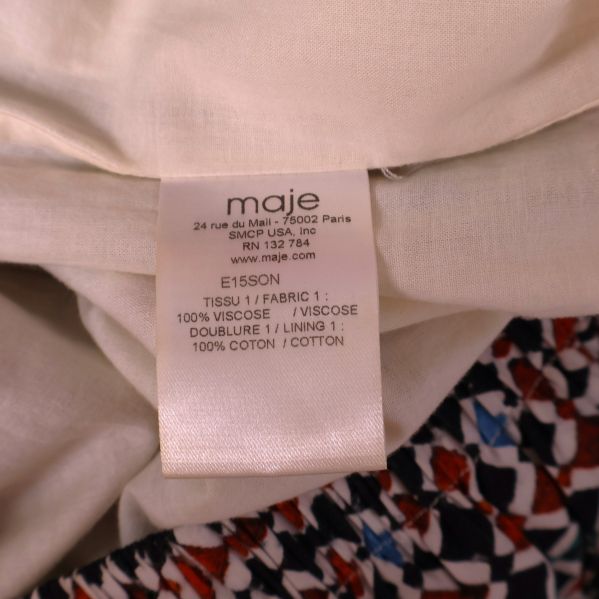 maje
24 rue du Mail - 75002 Paris
SMCP USA, Inc
RN 132 784
www.maje.com
E15SON
TISSU 1 / FABRIC 1 :
100% VISCOSE / VISCOSE
DOUBLURE 1 / LINING 1 :
100% COTON / COTTON